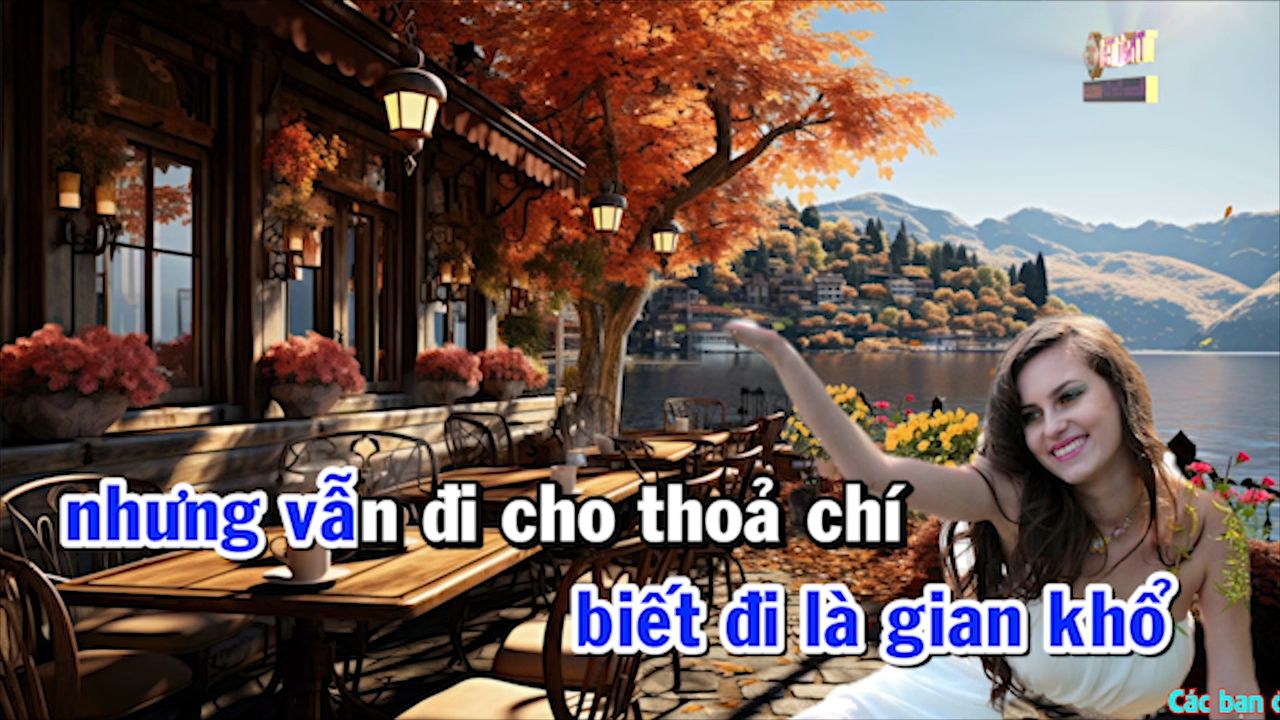 nhưng vẫn đi cho thoả chí
biết đi là gian khổ
Các bạn